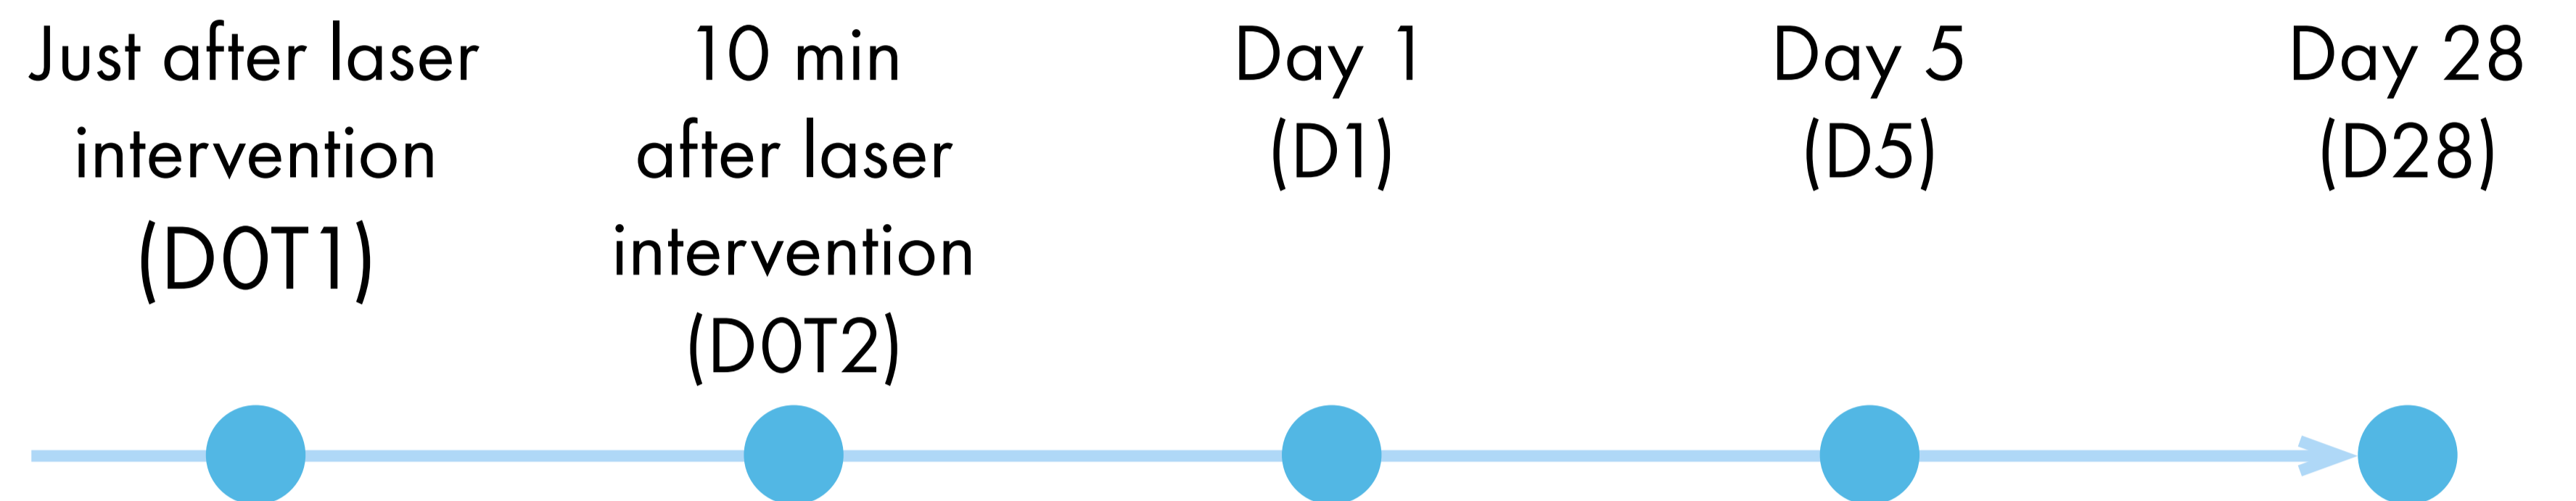 Just after laser
intervention
(D0T1)
10 min
after laser
intervention
(D0T2)
Day 1
(D1)
Day 5
(D5)
Day 28
(D28)